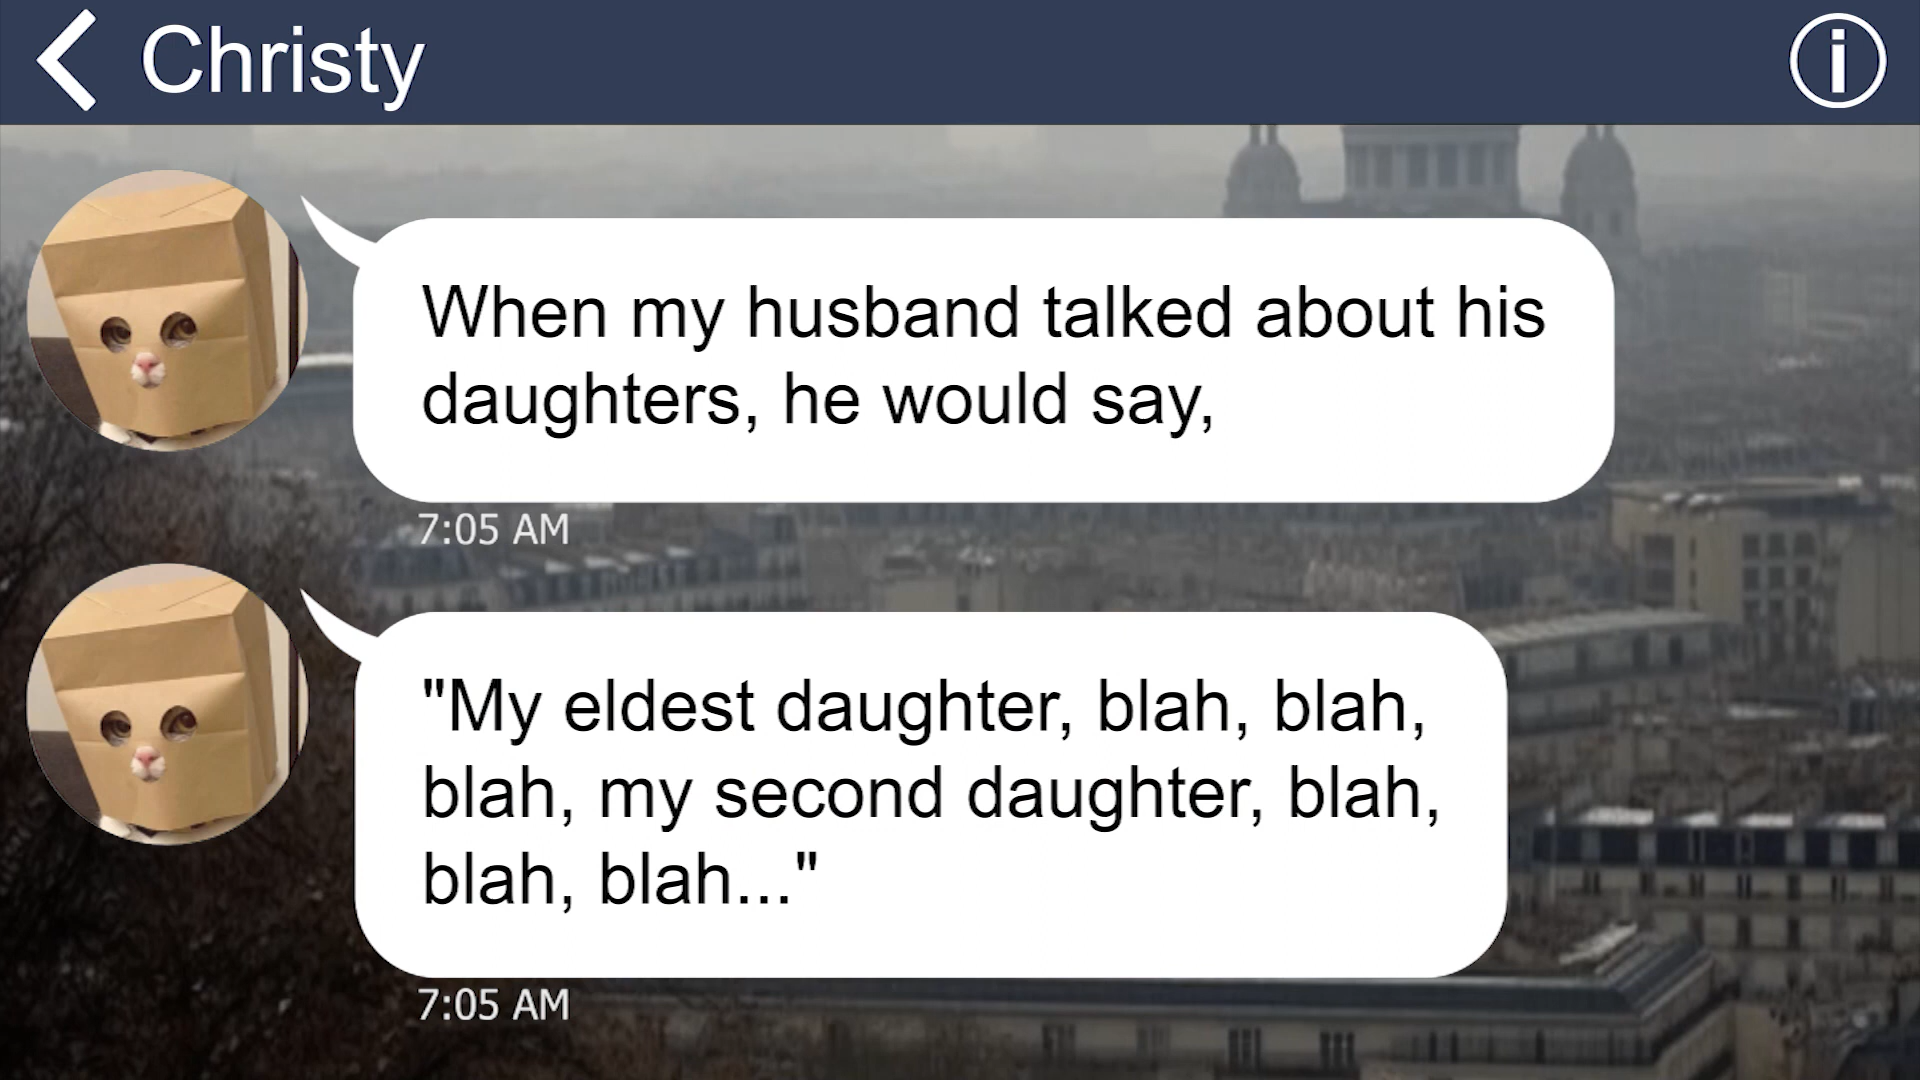 Christy
When my husband talked about his
daughters, he would say,
7:05 AM
"My eldest daughter, blah, blah,
blah, my second daughter, blah,
blah, blah..."
7:05 AM